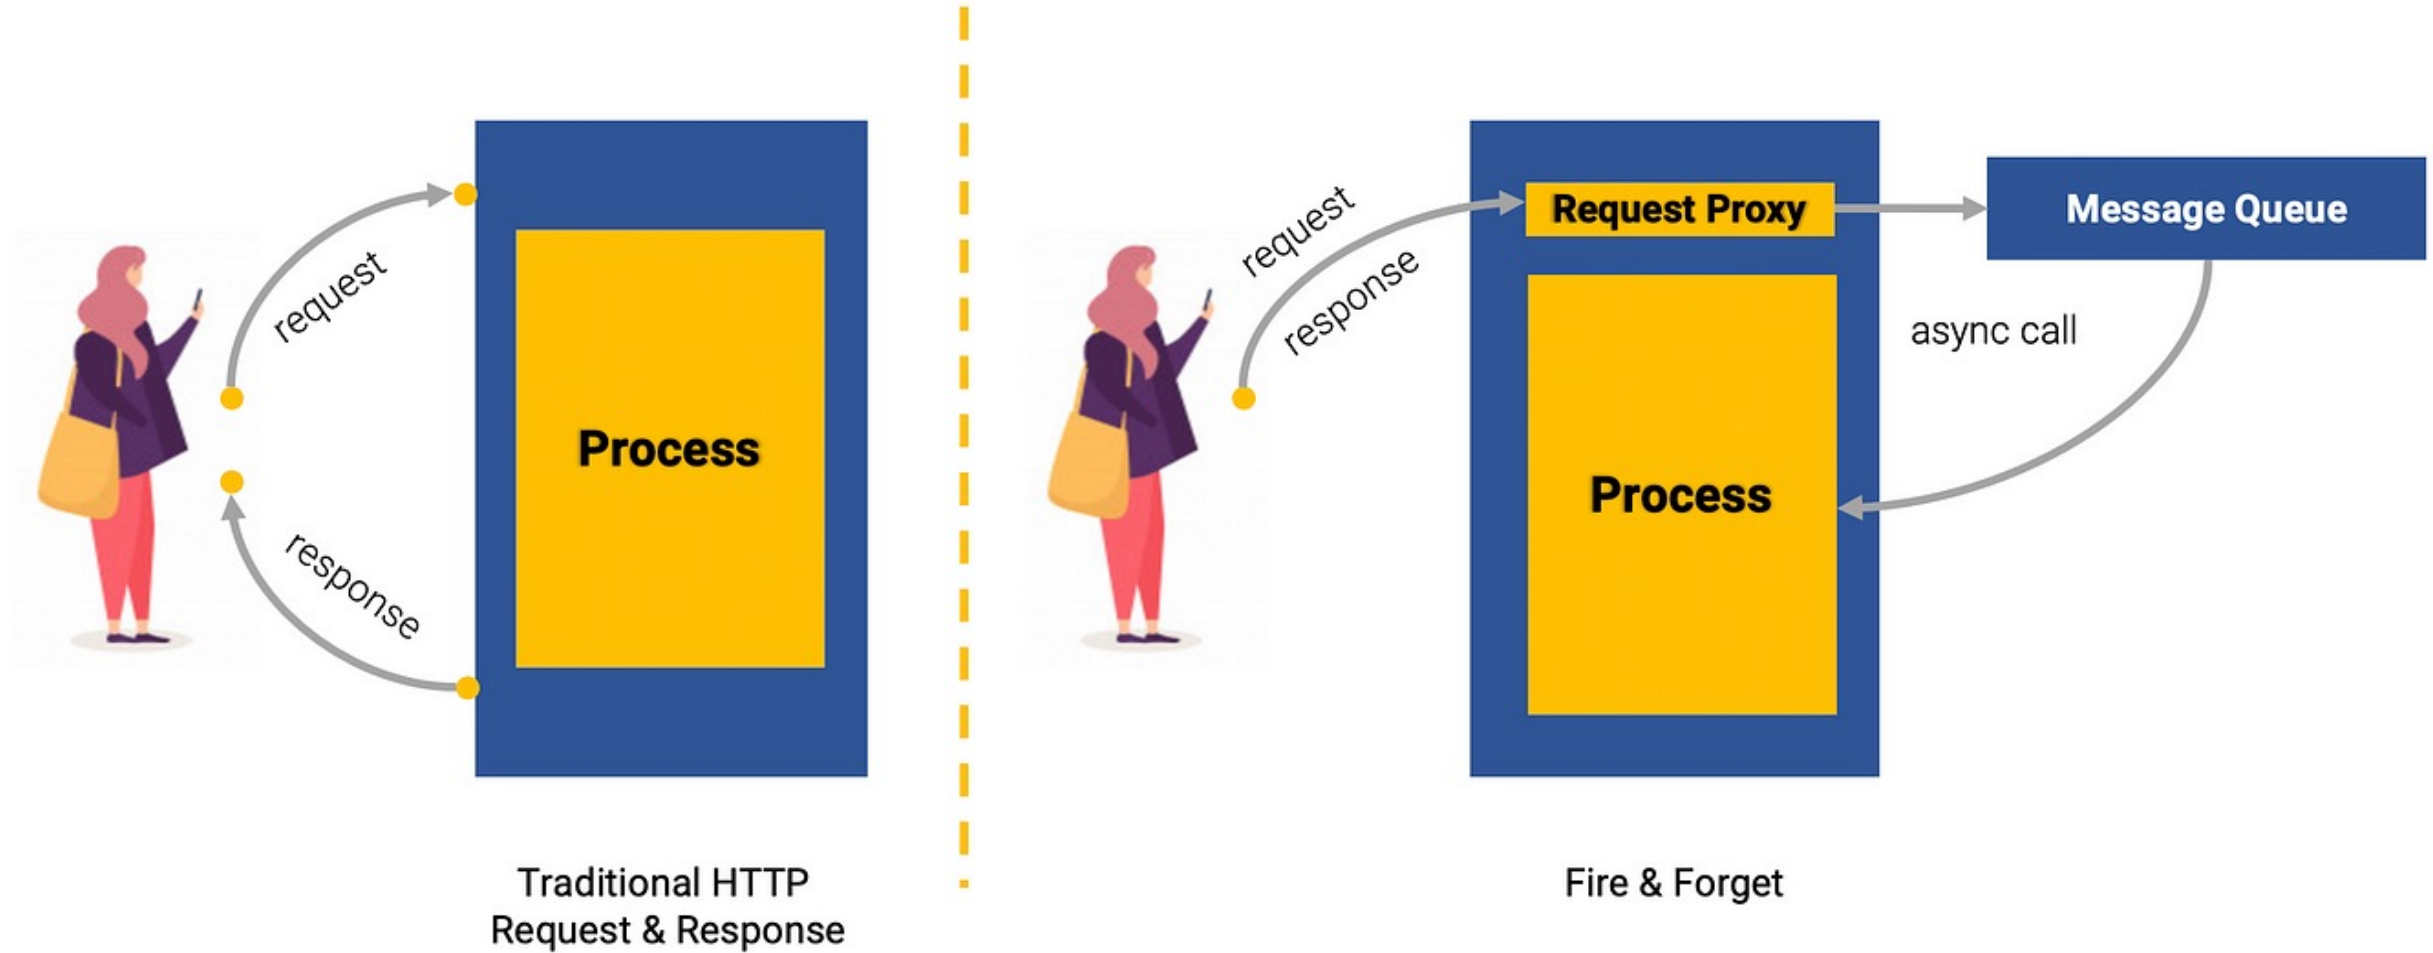 request
Process
response
Traditional HTTP
Request & Response
request
response
Request Proxy
Message Queue
async call
Process
Fire & Forget